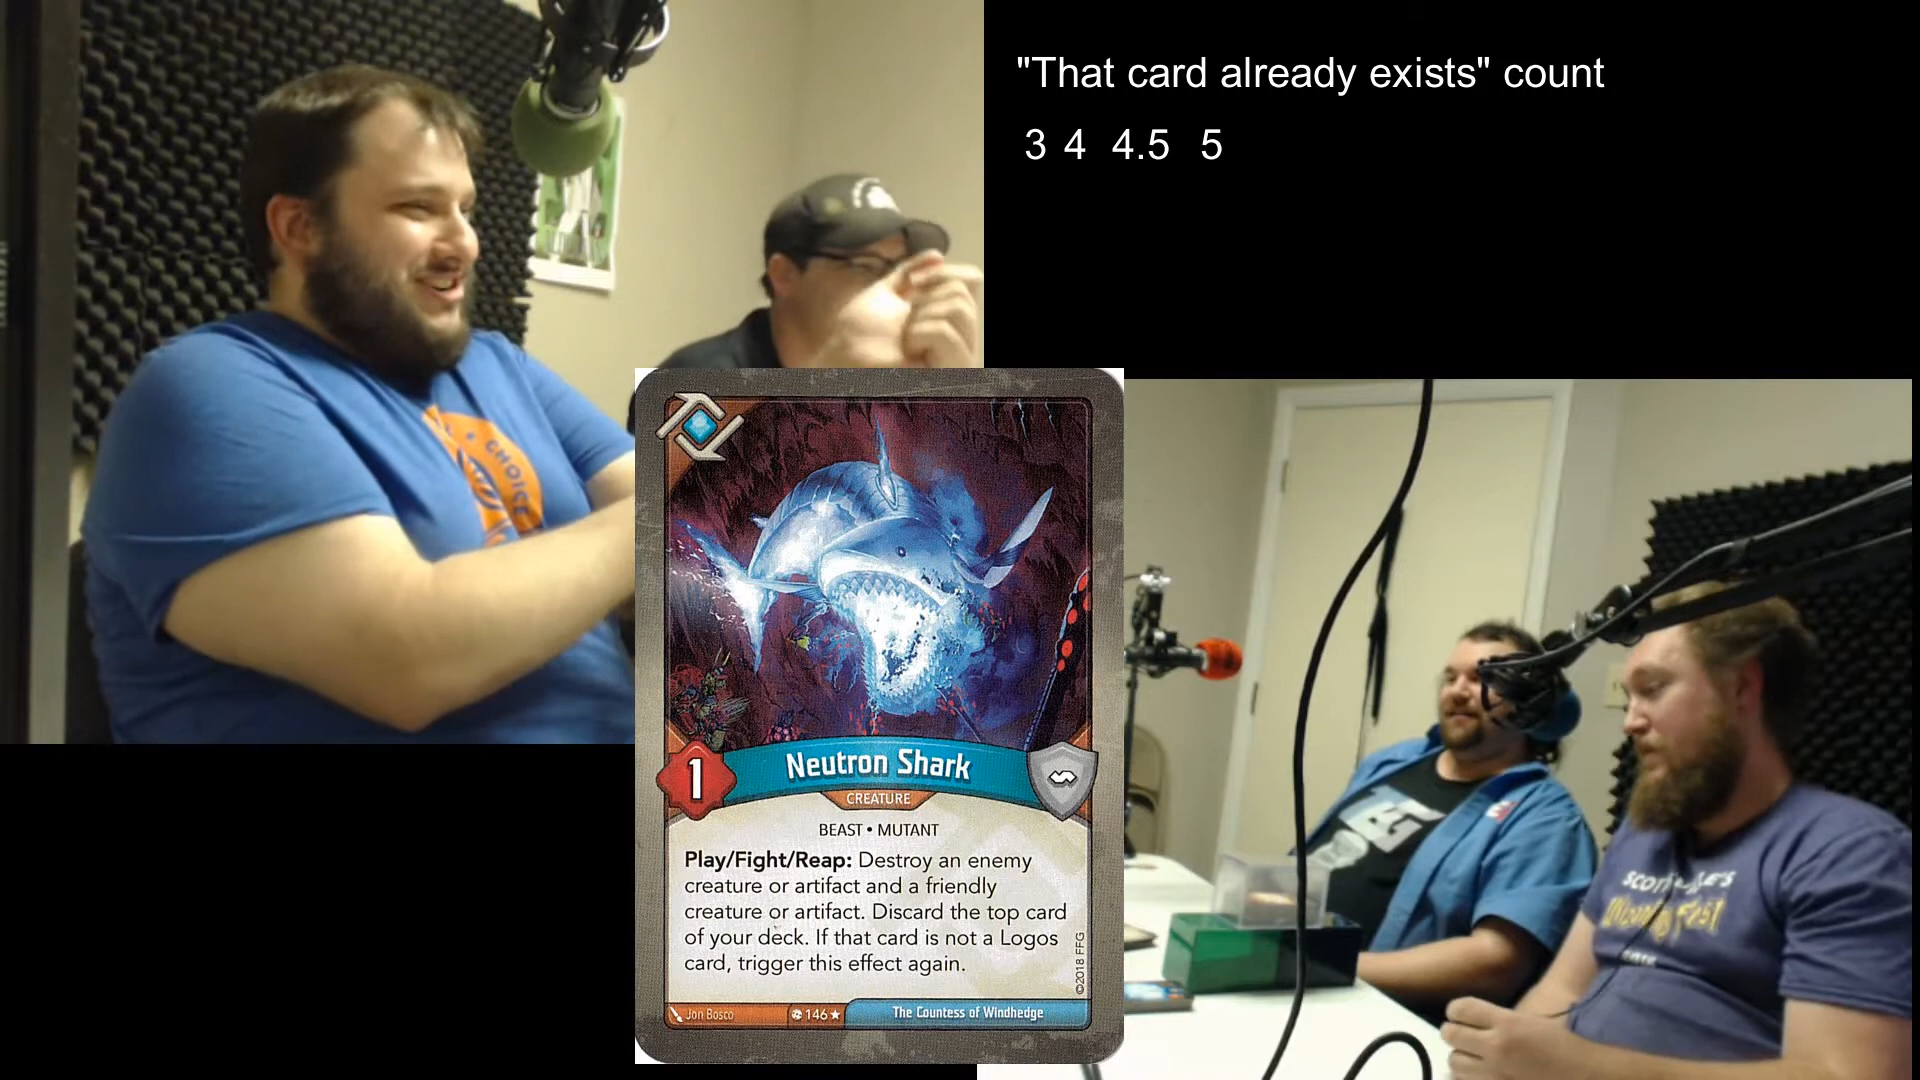 "That card already exists" count
3 4 4.5 5
CHOICE
1
Neutron Shark
CREATURE
BEAST • MUTANT
Play/Fight/Reap: Destroy an enemy
creature or artifact and a friendly
creature or artifact. Discard the top card
of your deck. If that card is not a Logos
card, trigger this effect again.
©2018 FFG
Jon Bosco
146
The Countess of Windhedge